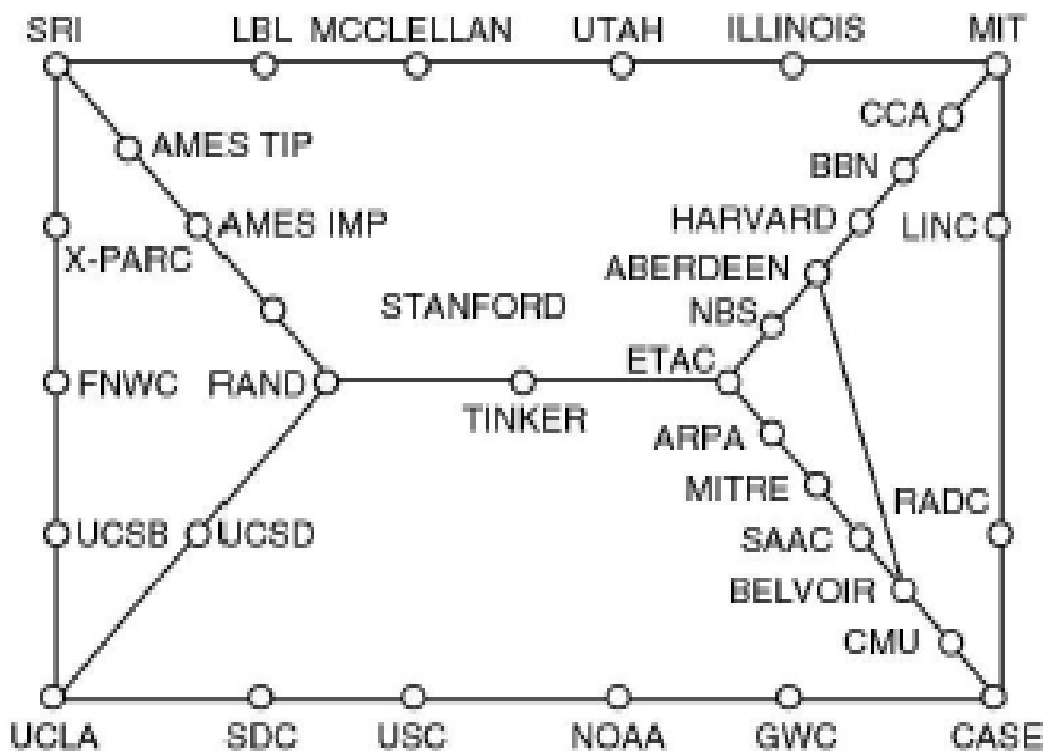 SRI LBL MCCLELLAN UTAH ILLINOIS MIT
CCA
AMES TIP
BBN
AMES IMP HARVARD LINC
X-PARC
ABERDEEN
STANFORD NBS
ETAC
FNWC RAND
TINKER
ARPA
MITRE
RADC
UCSB UCSD SAAC
BELVOIR
CMU
UCLA SDC USC NOAA GWC CASE